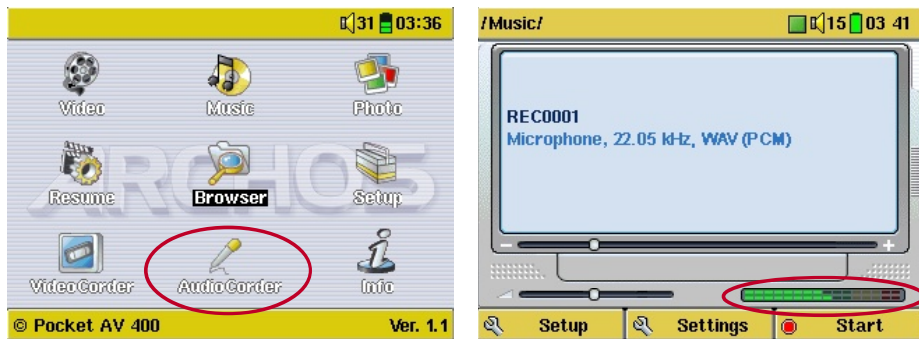 31 03:36
Video Music Photo
ARCHOS
Resume Browser Setup
VideoCorder AudioCorder Info
© Pocket AV 400 Ver. 1.1
/Music/ 15 03 41
REC0001
Microphone, 22.05 kHz, WAV (PCM)
- +
Setup Settings Start